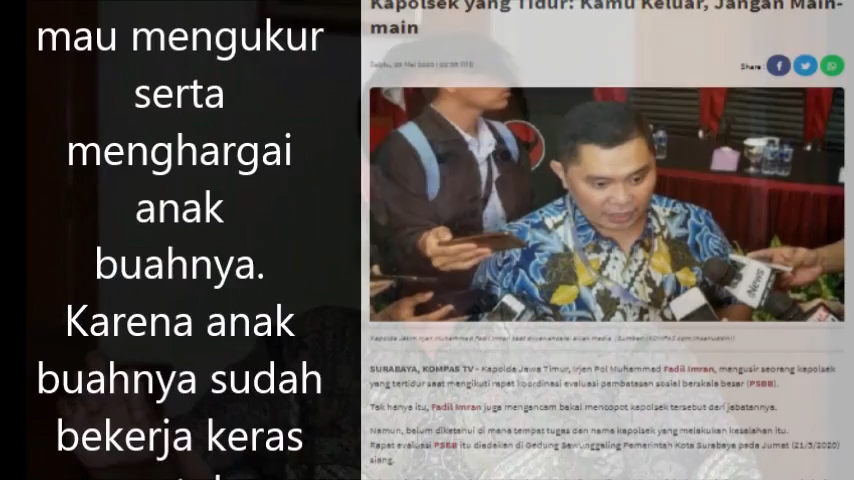 mau mengukur
serta
menghargai
anak
buahnya.
Karena anak
buahnya sudah
bekerja keras
Kapolsek yang Tidur: Kamu Keluar, Jangan Main-
main
Share :
iNews
SURABAYA, KOMPAS TV - Kapolda Jawa Timur, Irjen Pol Muhammad Fadil Imran, mengusir seorang kapolsek
yang tertidur saat mengikuti rapat koordinasi evaluasi pembatasan sosial berskala besar (PSBB).
Tak hanya itu, Fadil Imran juga mengancam bakal mencopot kapolsek tersebut dari jabatannya.
Namun, belum diketahui di mana tempat tugas dan nama kapolsek yang melakukan kesalahan itu.
Rapat evaluasi PSBB itu diadakan di Gedung Sawunggaling Pemerintah Kota Surabaya pada Jumat (21/5/2020)
siang.